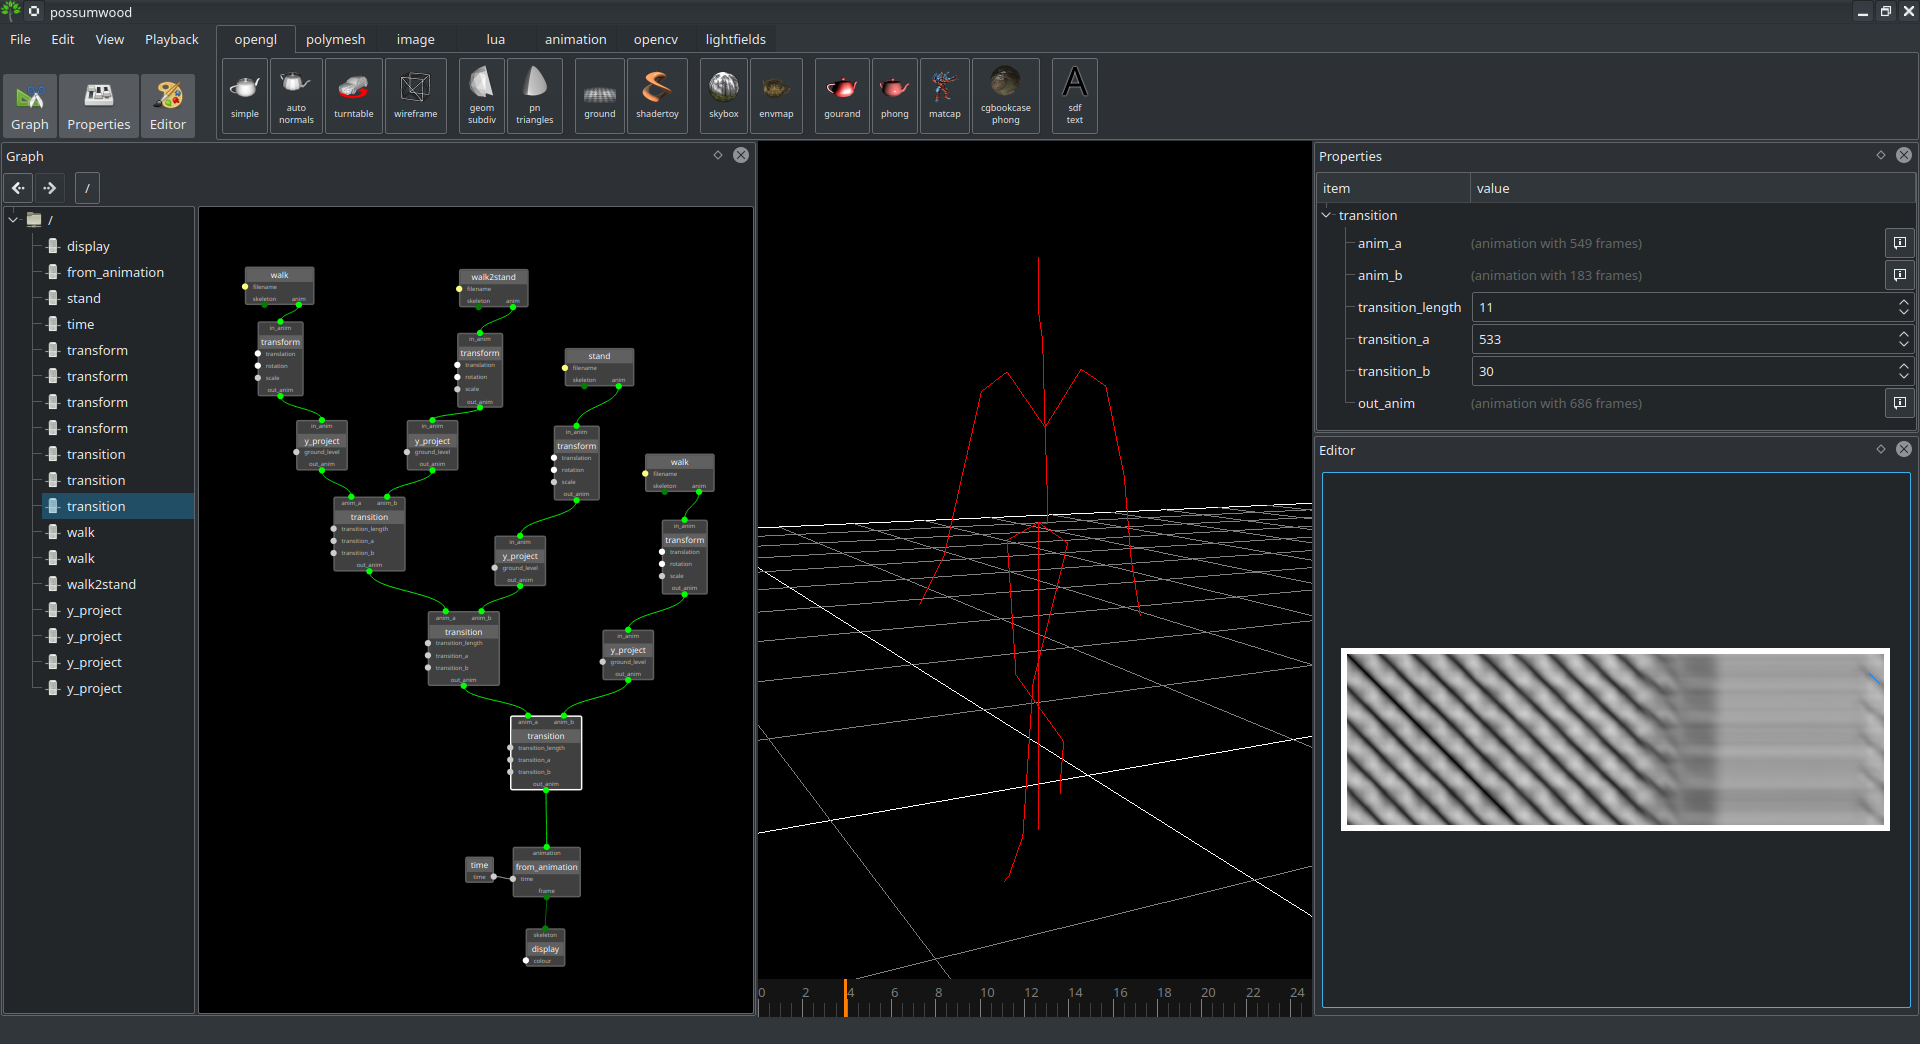 possumwood
File Edit View Playback
opengl polymesh image lua animation opencv lightfields
Graph Properties Editor
simple
auto normals
turntable
wireframe
geom subdiv
pn triangles
ground
shadertoy
skybox
envmap
gourand
phong
matcap
cgbookcase phong
sdf text
Graph
/
/
display
from_animation
stand
time
transform
transform
transform
transform
transition
transition
transition
walk
walk
walk2stand
y_project
y_project
y_project
y_project
walk
filename
skeleton anim
walk2stand
filename
skeleton anim
in_anim
transform
translation
rotation
scale
out_anim
in_anim
transform
translation
rotation
scale
out_anim
stand
filename
skeleton anim
in_anim
y_project
ground_level
out_anim
in_anim
y_project
ground_level
out_anim
in_anim
transform
translation
rotation
scale
out_anim
walk
filename
skeleton anim
anim_a anim_b
transition
transition_length
transition_a
transition_b
out_anim
in_anim
y_project
ground_level
out_anim
in_anim
transform
translation
rotation
scale
out_anim
anim_a anim_b
transition
transition_length
transition_a
transition_b
out_anim
in_anim
y_project
ground_level
out_anim
anim_a anim_b
transition
transition_length
transition_a
transition_b
out_anim
time
time
animation
from_animation
time
frame
skeleton
display
colour
0 2 4 6 8 10 12 14 16 18 20 22 24
Properties
item value
transition
anim_a (animation with 549 frames)
anim_b (animation with 183 frames)
transition_length 11
transition_a 533
transition_b 30
out_anim (animation with 686 frames)
Editor